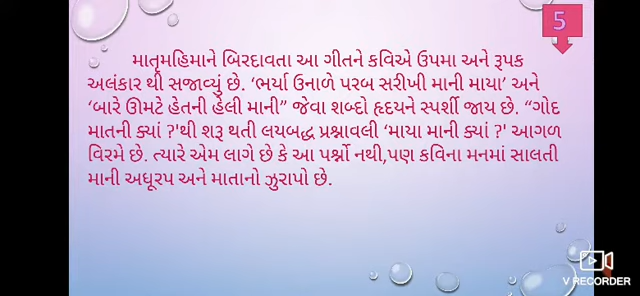 5
માતૃમહિમાને બિરદાવતા આ ગીતને કવિએ ઉપમા અને રૂપક
અલંકાર થી સજાવ્યું છે. ‘ભર્યા ઉનાળે પરબ સરીખી માની માયા’ અને
‘બારે ઊમટે હેતની હેલી માની” જેવા શબ્દો હૃદયને સ્પર્શી જાય છે. “ગોદ
માતની ક્યાં ?'થી શરૂ થતી લયબદ્ધ પ્રશ્નાવલી ‘માયા માની ક્યાં ?' આગળ
વિરમે છે. ત્યારે એમ લાગે છે કે આ પર્શ્નો નથી,પણ કવિના મનમાં સાલતી
માની અધૂરપ અને માતાનો ઝુરાપો છે.
V RECORDER